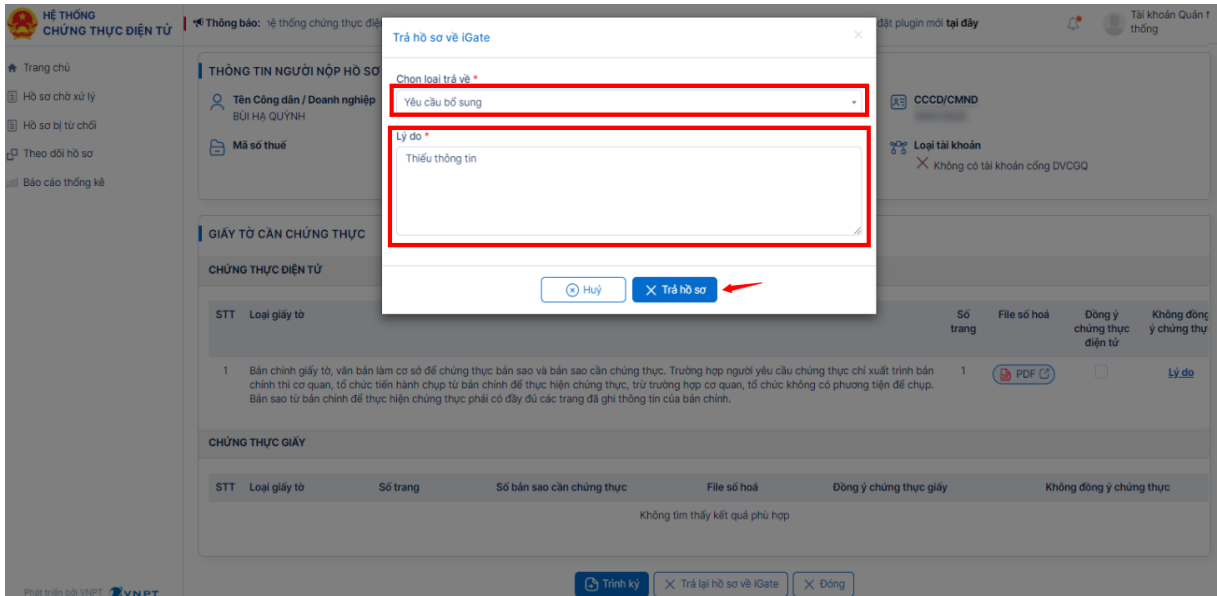 HỆ THỐNG
CHỨNG THỰC ĐIỆN TỬ
Thông báo: hệ thống chứng thực điệ
đặt plugin mới tại đây
Tài khoản Quản t
thống
Trang chủ
Hồ sơ chờ xử lý
Hồ sơ bị từ chối
Theo dõi hồ sơ
Báo cáo thống kê
Phát triển bởi VNPT VNPT
THÔNG TIN NGƯỜI NỘP HỒ SƠ
Tên Công dân / Doanh nghiệp
BÙI HẠ QUỲNH
Mã số thuế
CCCD/CMND
Loại tài khoản
Không có tài khoản cổng DVCGQ
Trả hồ sơ về iGate
Chọn loại trả về *
Yêu cầu bổ sung
Lý do *
Thiếu thông tin
Huỷ
Trả hồ sơ
GIẤY TỜ CẦN CHỨNG THỰC
CHỨNG THỰC ĐIỆN TỬ
STT Loại giấy tờ Số trang File số hoá Đồng ý chứng thực điện tử Không đồng ý chứng thự
1 Bản chính giấy tờ, văn bản làm cơ sở để chứng thực bản sao và bản sao cần chứng thực. Trường hợp người yêu cầu chứng thực chỉ xuất trình bản 1 PDF Lý do
chính thì cơ quan, tổ chức tiến hành chụp từ bản chính để thực hiện chứng thực, trừ trường hợp cơ quan, tổ chức không có phương tiện để chụp.
Bản sao từ bản chính để thực hiện chứng thực phải có đầy đủ các trang đã ghi thông tin của bản chính.
CHỨNG THỰC GIẤY
STT Loại giấy tờ Số trang Số bản sao cần chứng thực File số hoá Đồng ý chứng thực giấy Không đồng ý chứng thực
Không tìm thấy kết quả phù hợp
Trình ký
Trả lại hồ sơ về iGate
Đóng